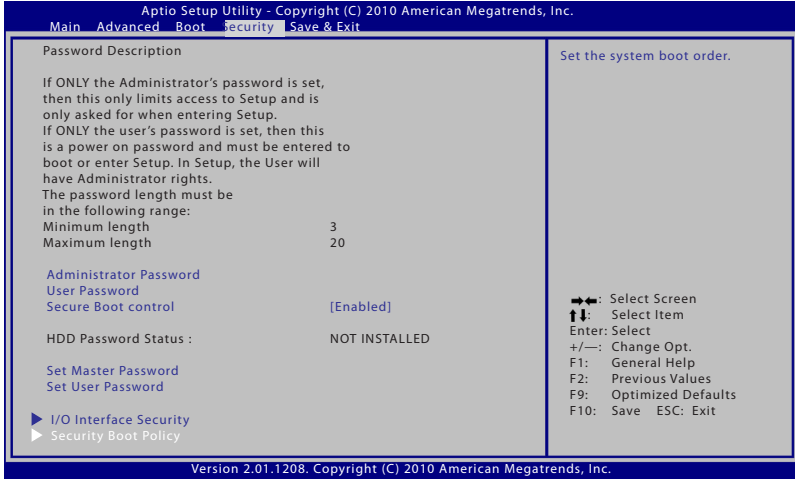 Aptio Setup Utility - Copyright (C) 2010 American Megatrends, Inc.
Main Advanced Boot Security Save & Exit
Password Description
If ONLY the Administrator's password is set,
then this only limits access to Setup and is
only asked for when entering Setup.
If ONLY the user's password is set, then this
is a power on password and must be entered to
boot or enter Setup. In Setup, the User will
have Administrator rights.
The password length must be
in the following range:
Minimum length 3
Maximum length 20
Administrator Password
User Password
Secure Boot control [Enabled]
HDD Password Status : NOT INSTALLED
Set Master Password
Set User Password
I/O Interface Security
Security Boot Policy
Set the system boot order.
→←: Select Screen
↑↓: Select Item
Enter: Select
+/—: Change Opt.
F1: General Help
F2: Previous Values
F9: Optimized Defaults
F10: Save ESC: Exit
Version 2.01.1208. Copyright (C) 2010 American Megatrends, Inc.